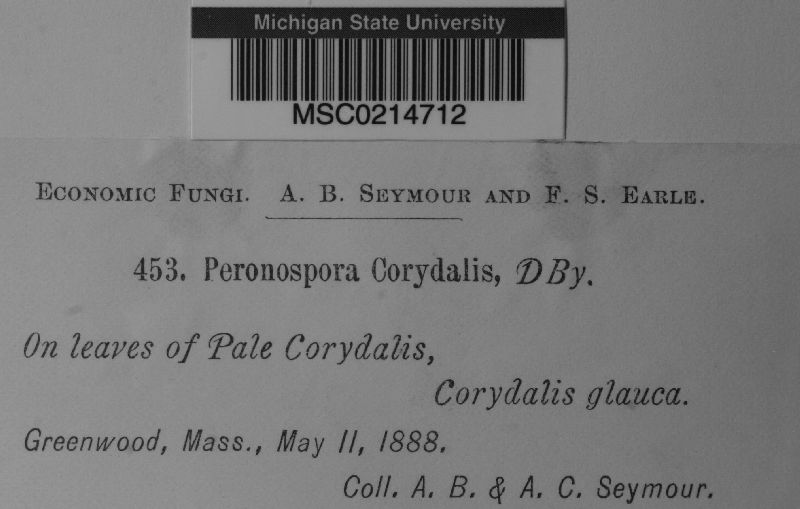 Michigan State University
MSC0214712
Economic Fungi. A. B. Seymour and F. S. Earle.
453. Peronospora Corydalis, DBy.
On leaves of Pale Corydalis,
Corydalis glauca.
Greenwood, Mass., May 11, 1888.
Coll. A. B. & A. C. Seymour.